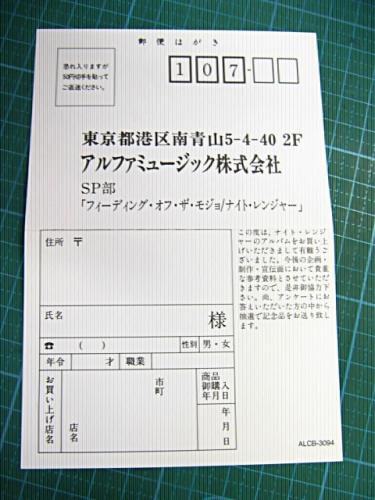 郵便はがき
恐れ入りますが
50円切手を貼って
ご返送ください。
107-
東京都港区南青山5-4-40 2F
アルファミュージック株式会社
SP部
「フィーディング・オフ・ザ・モジョ/ナイト・レンジャー」
この度は、ナイト・レンジ
ャーのアルバムをお買い上
げいただきまして有難うご
ざいました。今後の企画・
制作・宣伝面において貴重
な参考資料とさせていただ
きますので、是非御協力下
さい。尚、アンケートにお
答えいただいた方の中から
抽選で記念品をお送り致し
ます。
住所 〒
氏名 様
☎ ( ) 性別 男・女
年令 才 職業
商品
御購入
年月日
お買い上げ店名
市
町
店名
年
月
日
ALCB-3094